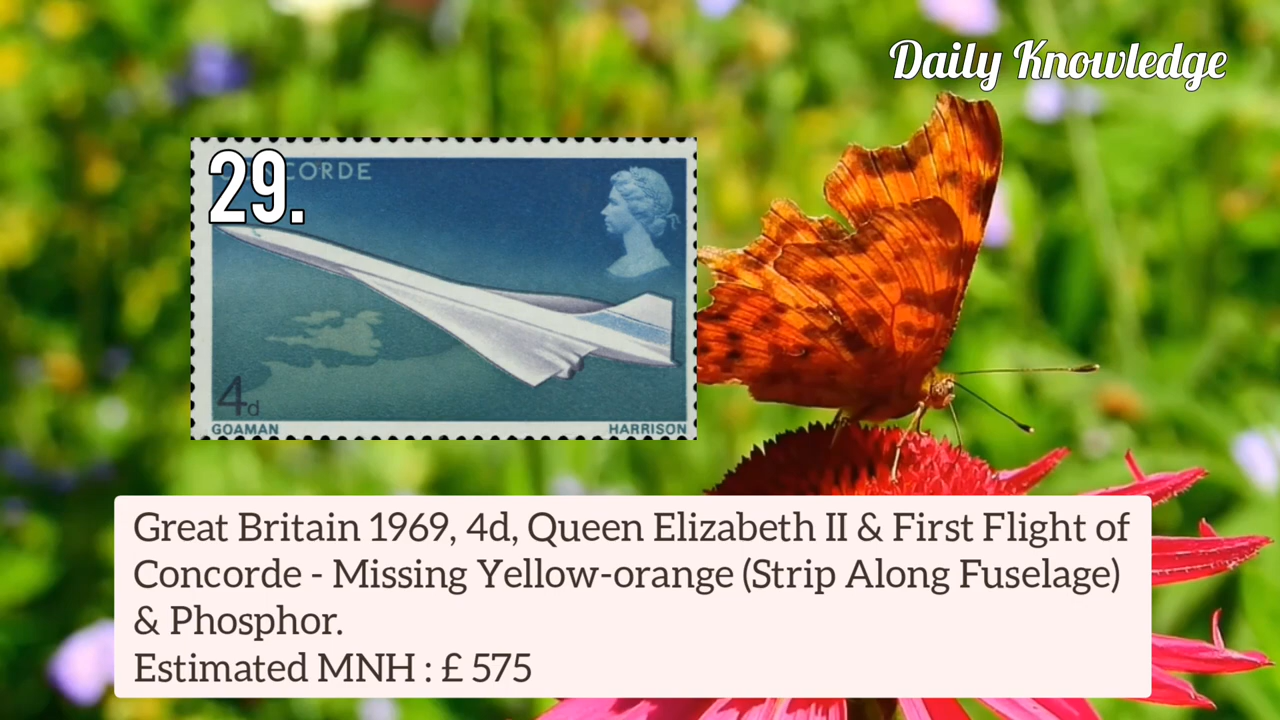 Daily Knowledge
29.
CORDE
4d
GOAMAN
HARRISON
Great Britain 1969, 4d, Queen Elizabeth II & First Flight of
Concorde - Missing Yellow-orange (Strip Along Fuselage)
& Phosphor.
Estimated MNH : £ 575